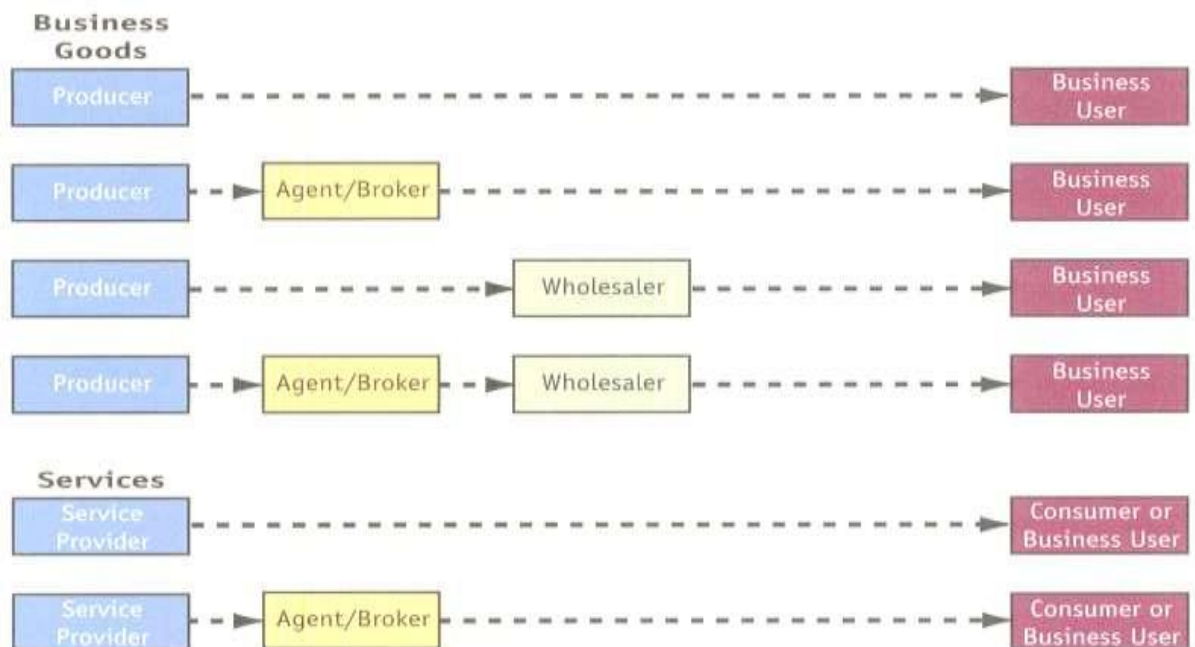 Business
Goods
Producer
Business
User
Producer
Agent/Broker
Business
User
Producer
Wholesaler
Business
User
Producer
Agent/Broker
Wholesaler
Business
User
Services
Service
Provider
Consumer or
Business User
Service
Provider
Agent/Broker
Consumer or
Business User